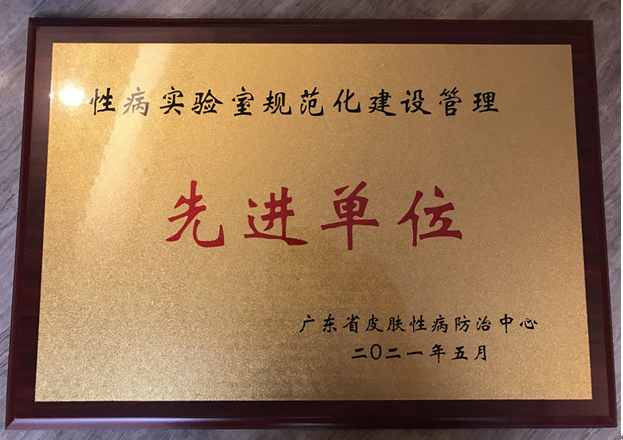 性病实验室规范化建设管理
先进单位
广东省皮肤性病防治中心
二〇二一年五月